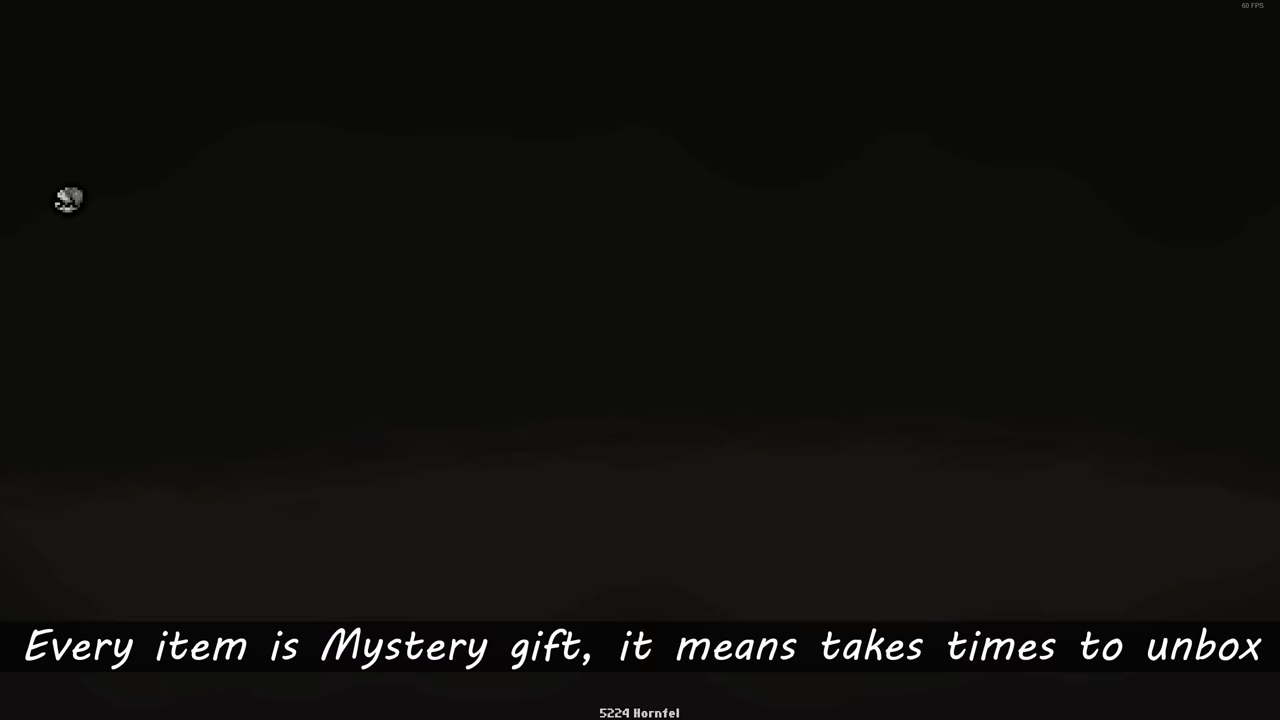 60 FPS
Every item is Mystery gift, it means takes times to unbox
5224 Hornfel